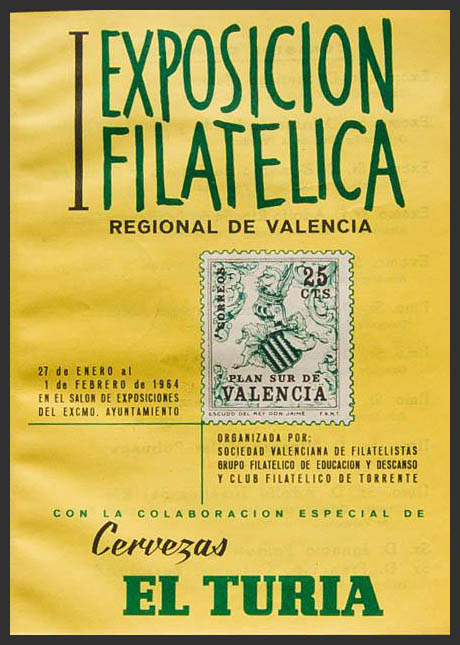 I EXPOSICION
FILATELICA
REGIONAL DE VALENCIA
CORREOS
25
CTS
PLAN SUR DE
VALENCIA
ESCUDO DEL REY DON JAIME F.N.M.T.
27 de ENERO al
1 de FEBRERO de 1964
EN EL SALON DE EXPOSICIONES
DEL EXCMO. AYUNTAMIENTO
ORGANIZADA POR:
SOCIEDAD VALENCIANA DE FILATELISTAS
GRUPO FILATELICO DE EDUCACION Y DESCANSO
Y CLUB FILATELICO DE TORRENTE
CON LA COLABORACION ESPECIAL DE
Cervezas
EL TURIA